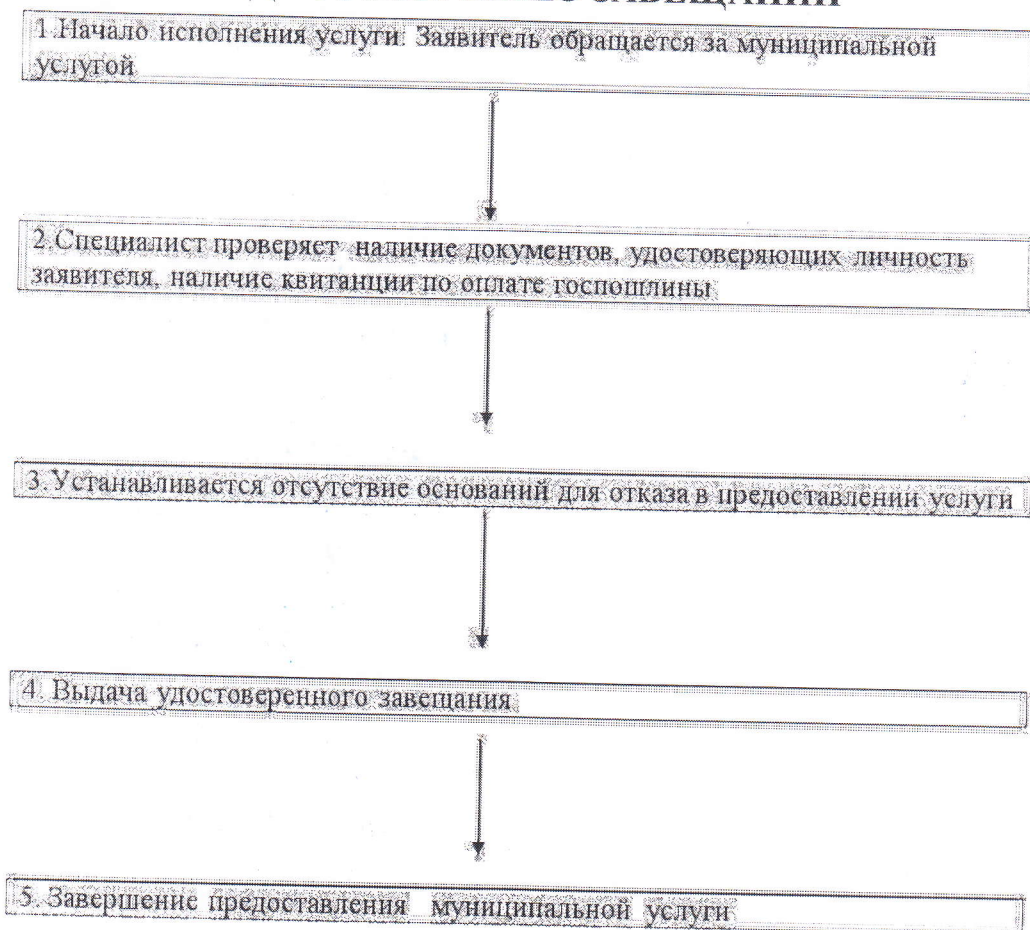 ЗАВЕЩАНИЙ
1.Начало исполнения услуги. Заявитель обращается за муниципальной
услугой
2.Специалист проверяет наличие документов, удостоверяющих личность
заявителя, наличие квитанции по оплате госпошлины
3.Устанавливается отсутствие оснований для отказа в предоставлении услуги
4. Выдача удостоверенного завещания
5. Завершение предоставления муниципальной услуги